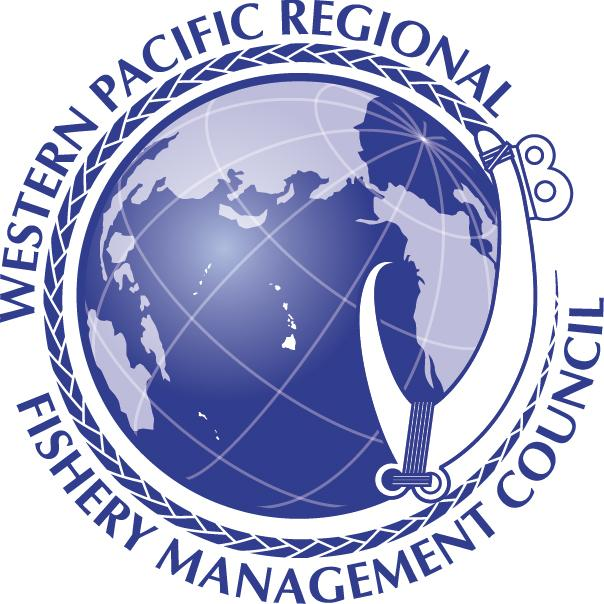 WESTERN PACIFIC REGIONAL
FISHERY MANAGEMENT COUNCIL